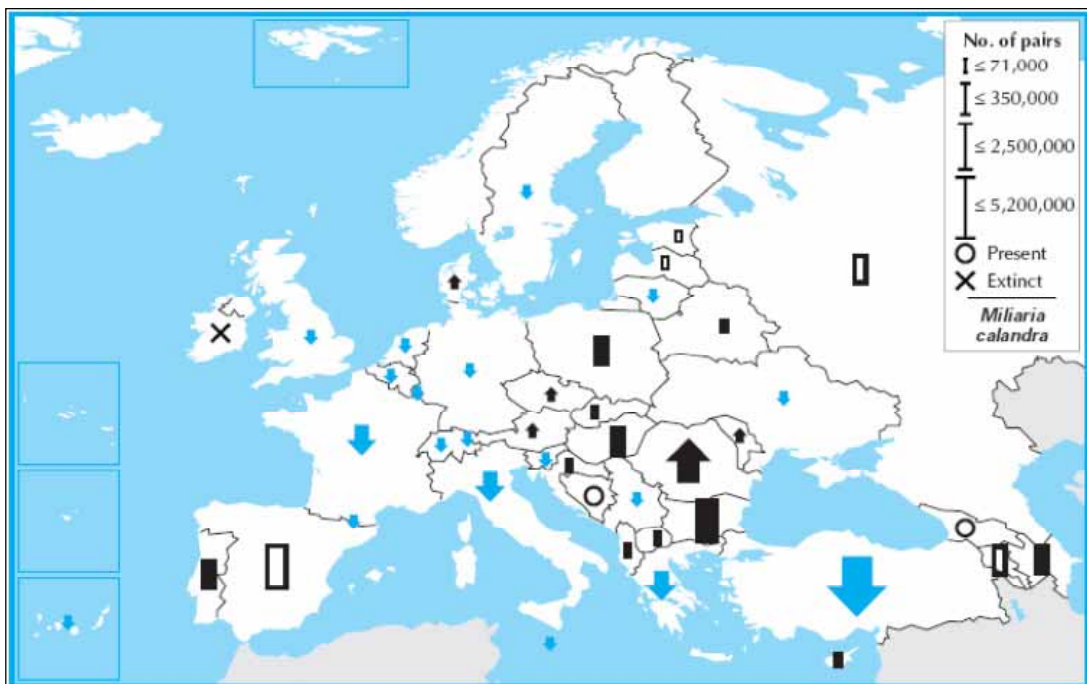 No. of pairs
≤ 71,000
≤ 350,000
≤ 2,500,000
≤ 5,200,000
Present
Extinct
Miliaria
calandra